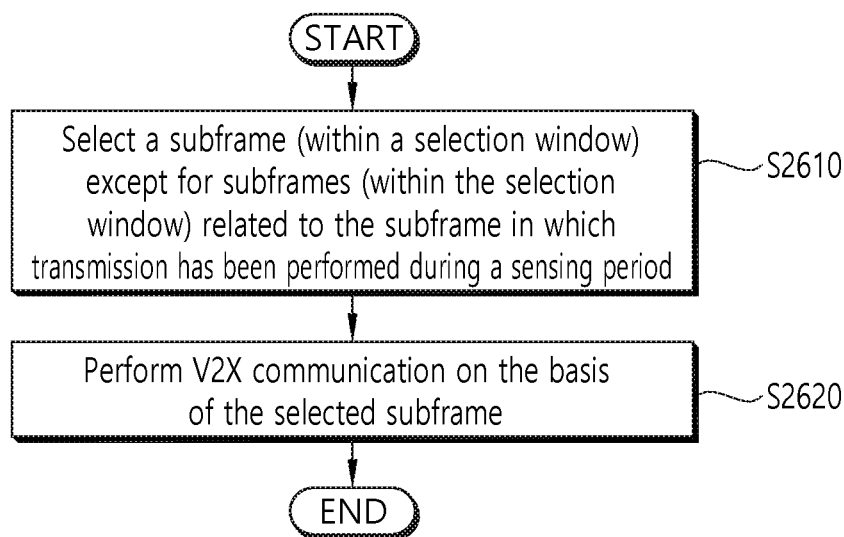 START
Select a subframe (within a selection window)
except for subframes (within the selection
window) related to the subframe in which
transmission has been performed during a sensing period
S2610
Perform V2X communication on the basis
of the selected subframe
S2620
END